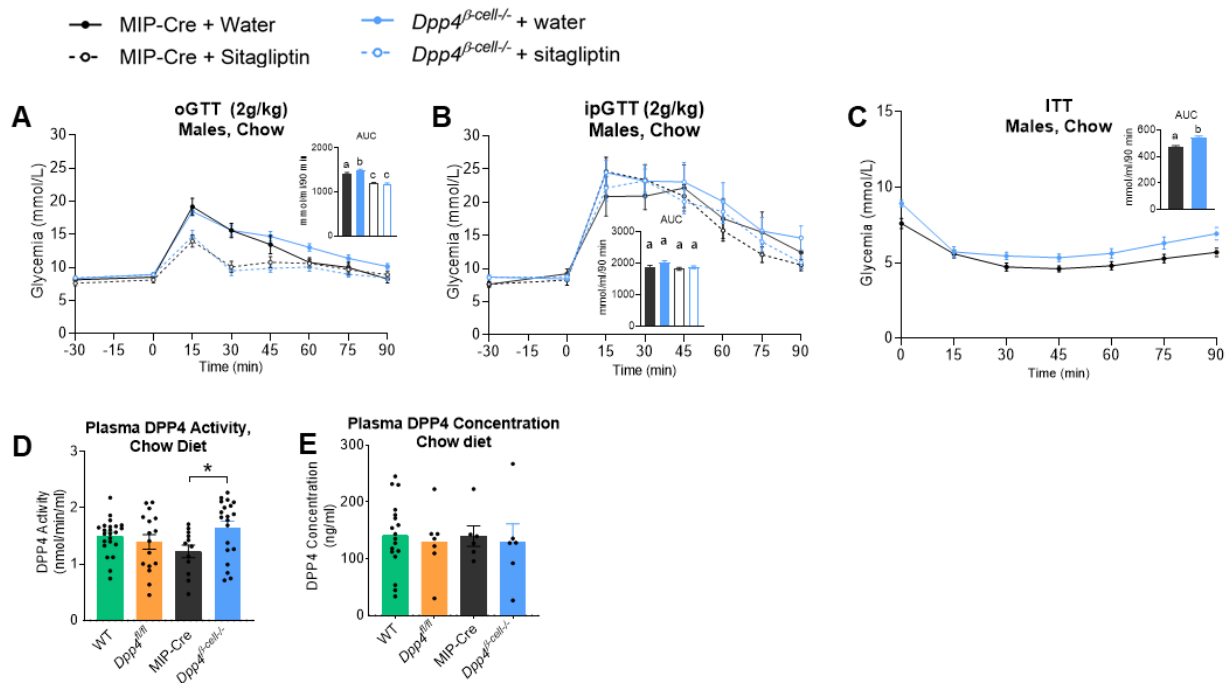 MIP-Cre + Water
Dpp4β-cell-/- + water
MIP-Cre + Sitagliptin
Dpp4β-cell-/- + sitagliptin
A
oGTT (2g/kg)
Males, Chow
Glycemia (mmol/L)
30
25
20
15
10
5
0
-30
-15
0
15
30
45
60
75
90
Time (min)
AUC
mmol/ml/90 min
2000
1000
0
a
b
c
c
B
ipGTT (2g/kg)
Males, Chow
Glycemia (mmol/L)
30
25
20
15
10
5
0
-30
-15
0
15
30
45
60
75
90
Time (min)
AUC
mmol/ml/90 min
3000
2000
1000
0
a
a
a
a
C
ITT
Males, Chow
Glycemia (mmol/L)
15
10
5
0
0
15
30
45
60
75
90
Time (min)
AUC
mmol/ml/90 min
600
400
200
0
a
b
D
Plasma DPP4 Activity,
Chow Diet
DPP4 Activity
(nmol/min/ml)
3
2
1
0
*
WT
Dpp4fl/fl
MIP-Cre
Dpp4β-cell-/-
E
Plasma DPP4 Concentration
Chow diet
DPP4 Concentration
(ng/ml)
300
200
100
0
WT
Dpp4fl/fl
MIP-Cre
Dpp4β-cell-/-